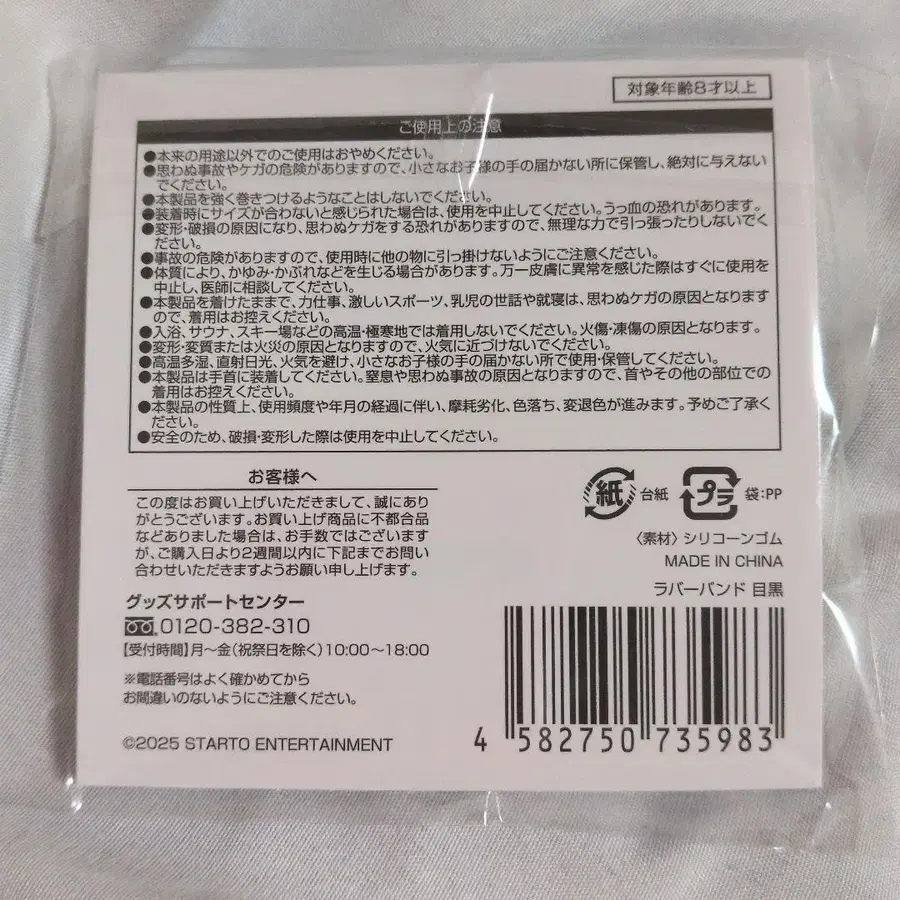 対象年齢8才以上
ご使用上の注意
●本来の用途以外でのご使用はおやめください。
●思わぬ事故やケガの危険がありますので、小さなお子様の手の届かない所に保管し、絶対に与えない
でください。
●本製品を強く巻きつけるようなことはしないでください。
●装着時にサイズが合わないと感じられた場合は、使用を中止してください。うっ血の恐れがあります。
●変形・破損の原因になり、思わぬケガをする恐れがありますので、無理な力で引っ張ったりしないでく
ださい。
●事故の危険がありますので、使用時に他の物に引っ掛けないようにご注意ください。
●体質により、かゆみ・かぶれなどを生じる場合があります。万一皮膚に異常を感じた際はすぐに使用を
中止し、医師に相談してください。
●本製品を着けたままで、力仕事、激しいスポーツ、乳児の世話や就寝は、思わぬケガの原因となります
ので、着用はお控えください。
●入浴、サウナ、スキー場などの高温・極寒地では着用しないでください。火傷・凍傷の原因となります。
●変形・変質または火災の原因となりますので、火気に近づけないでください。
●高温多湿、直射日光、火気を避け、小さなお子様の手の届かない所で使用・保管してください。
●本製品は手首に装着してください。窒息や思わぬ事故の原因となりますので、首やその他の部位での
着用はお控えください。
●本製品の性質上、使用頻度や年月の経過に伴い、摩耗劣化、色落ち、変退色が進みます。予めご了承く
ださい。
●安全のため、破損・変形した際は使用を中止してください。
お客様へ
この度はお買い上げいただきまして、誠にあり
がとうございます。お買い上げ商品に不都合品
などありました場合は、お手数ではございます
が、ご購入日より2週間以内に下記までお問い
合わせいただきますようお願い申し上げます。
グッズサポートセンター
0120-382-310
【受付時間】月〜金(祝祭日を除く)10:00〜18:00
※電話番号はよく確かめてから
お間違いのないようにご注意ください。
©2025 STARTO ENTERTAINMENT
紙 台紙 プラ 袋:PP
〈素材〉シリコーンゴム
MADE IN CHINA
ラバーバンド 目黒
4 582750 735983